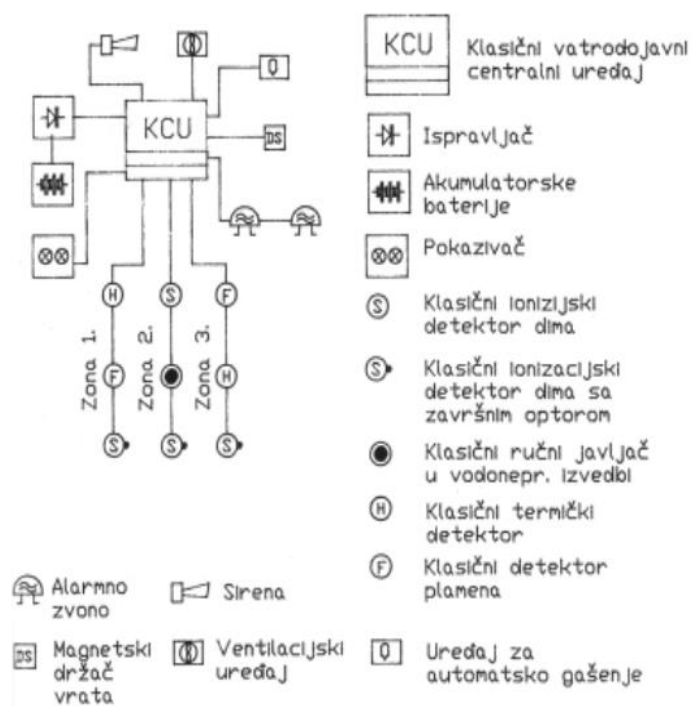 KCU
Q
DS
H
S
F
Zona 1.
Zona 2.
Zona 3.
F
H
S
S
S
KCU
Klasični vatrodojavni
centralni uređaj
Ispravljač
Akumulatorske
baterije
Pokazivač
S
Klasični ionizijski
detektor dima
S
Klasični ionizacijski
detektor dima sa
završnim optorom
Klasični ručni javljač
u vodonepr. izvedbi
H
Klasični termički
detektor
F
Klasični detektor
plamena
Alarmno
zvono
Sirena
DS
Magnetski
držač
vrata
Ventilacijski
uređaj
Q
Uređaj za
automatsko gašenje